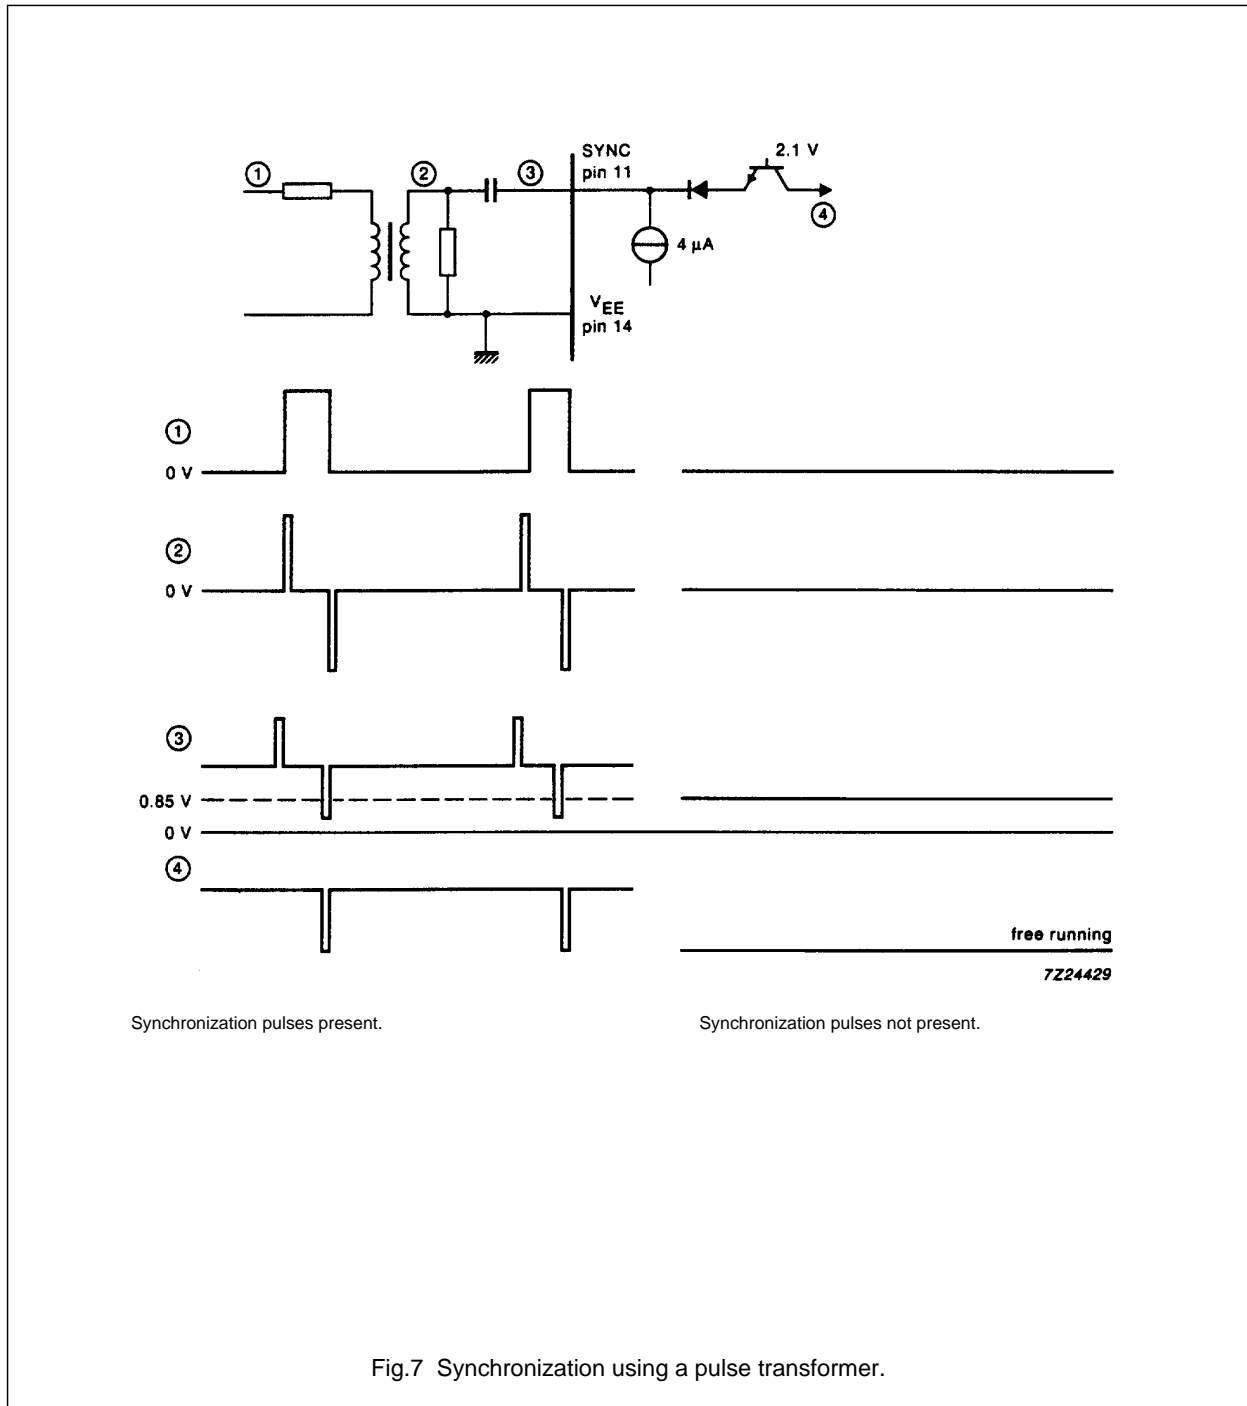 SYNC
pin 11
2.1 V
1
2
3
4
4 µA
VEE
pin 14
1
0 V
2
0 V
3
0.85 V
0 V
4
free running
7Z24429
Synchronization pulses present.
Synchronization pulses not present.
Fig.7 Synchronization using a pulse transformer.